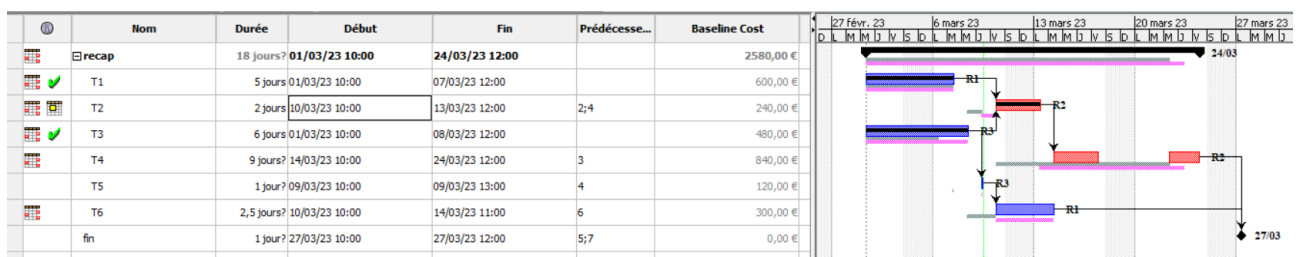 Nom Durée Début Fin Prédécesse... Baseline Cost
27 févr. 23 6 mars 23 13 mars 23 20 mars 23 27 mars 23
D L M M J V S D L M M J V S D L M M J V S D L M M J V S D L M M J
recap 18 jours? 01/03/23 10:00 24/03/23 12:00 2580,00 € 24/03
T1 5 jours 01/03/23 10:00 07/03/23 12:00 600,00 € R1
T2 2 jours 10/03/23 10:00 13/03/23 12:00 2;4 240,00 € R2
T3 6 jours 01/03/23 10:00 08/03/23 12:00 480,00 € R3
T4 9 jours? 14/03/23 10:00 24/03/23 12:00 3 840,00 € R2
T5 1 jour? 09/03/23 10:00 09/03/23 13:00 4 120,00 € R3
T6 2,5 jours? 10/03/23 10:00 14/03/23 11:00 6 300,00 € R1
fin 1 jour? 27/03/23 10:00 27/03/23 12:00 5;7 0,00 € 27/03